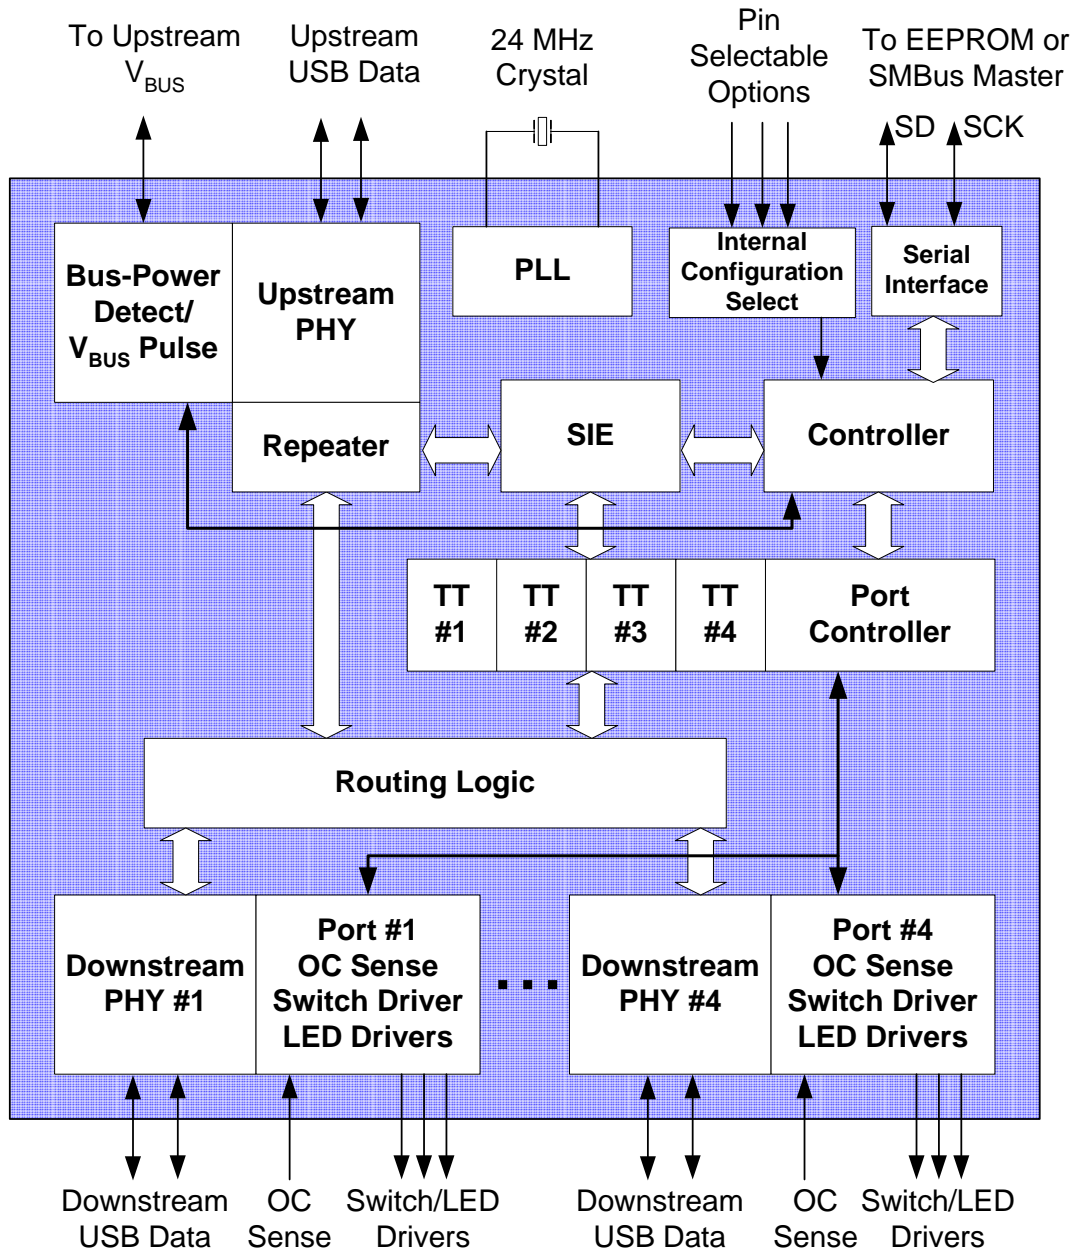 To Upstream
VBUS
Upstream
USB Data
24 MHz
Crystal
Pin
Selectable
Options
To EEPROM or
SMBus Master
SD
SCK
Bus-Power
Detect/
VBUS Pulse
Upstream
PHY
PLL
Internal
Configuration
Select
Serial
Interface
Repeater
SIE
Controller
TT
#1
TT
#2
TT
#3
TT
#4
Port
Controller
Routing Logic
Downstream
PHY #1
Port #1
OC Sense
Switch Driver
LED Drivers
...
Downstream
PHY #4
Port #4
OC Sense
Switch Driver
LED Drivers
Downstream
USB Data
OC
Sense
Switch/LED
Drivers
Downstream
USB Data
OC
Sense
Switch/LED
Drivers